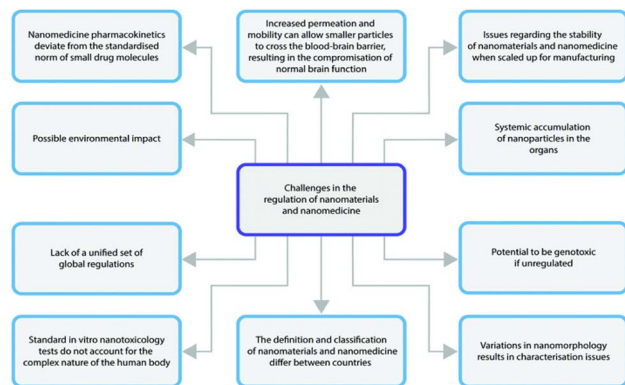 Nanomedicine pharmacokinetics
deviate from the standardised
norm of small drug molecules
Increased permeation and
mobility can allow smaller particles
to cross the blood-brain barrier,
resulting in the compromisation of
normal brain function
Issues regarding the stability
of nanomaterials and nanomedicine
when scaled up for manufacturing
Possible environmental impact
Systemic accumulation
of nanoparticles in the
organs
Challenges in the
regulation of nanomaterials
and nanomedicine
Lack of a unified set of
global regulations
Potential to be genotoxic
if unregulated
Standard in vitro nanotoxicology
tests do not account for the
complex nature of the human body
The definition and classification
of nanomaterials and nanomedicine
differ between countries
Variations in nanomorphology
results in characterisation issues